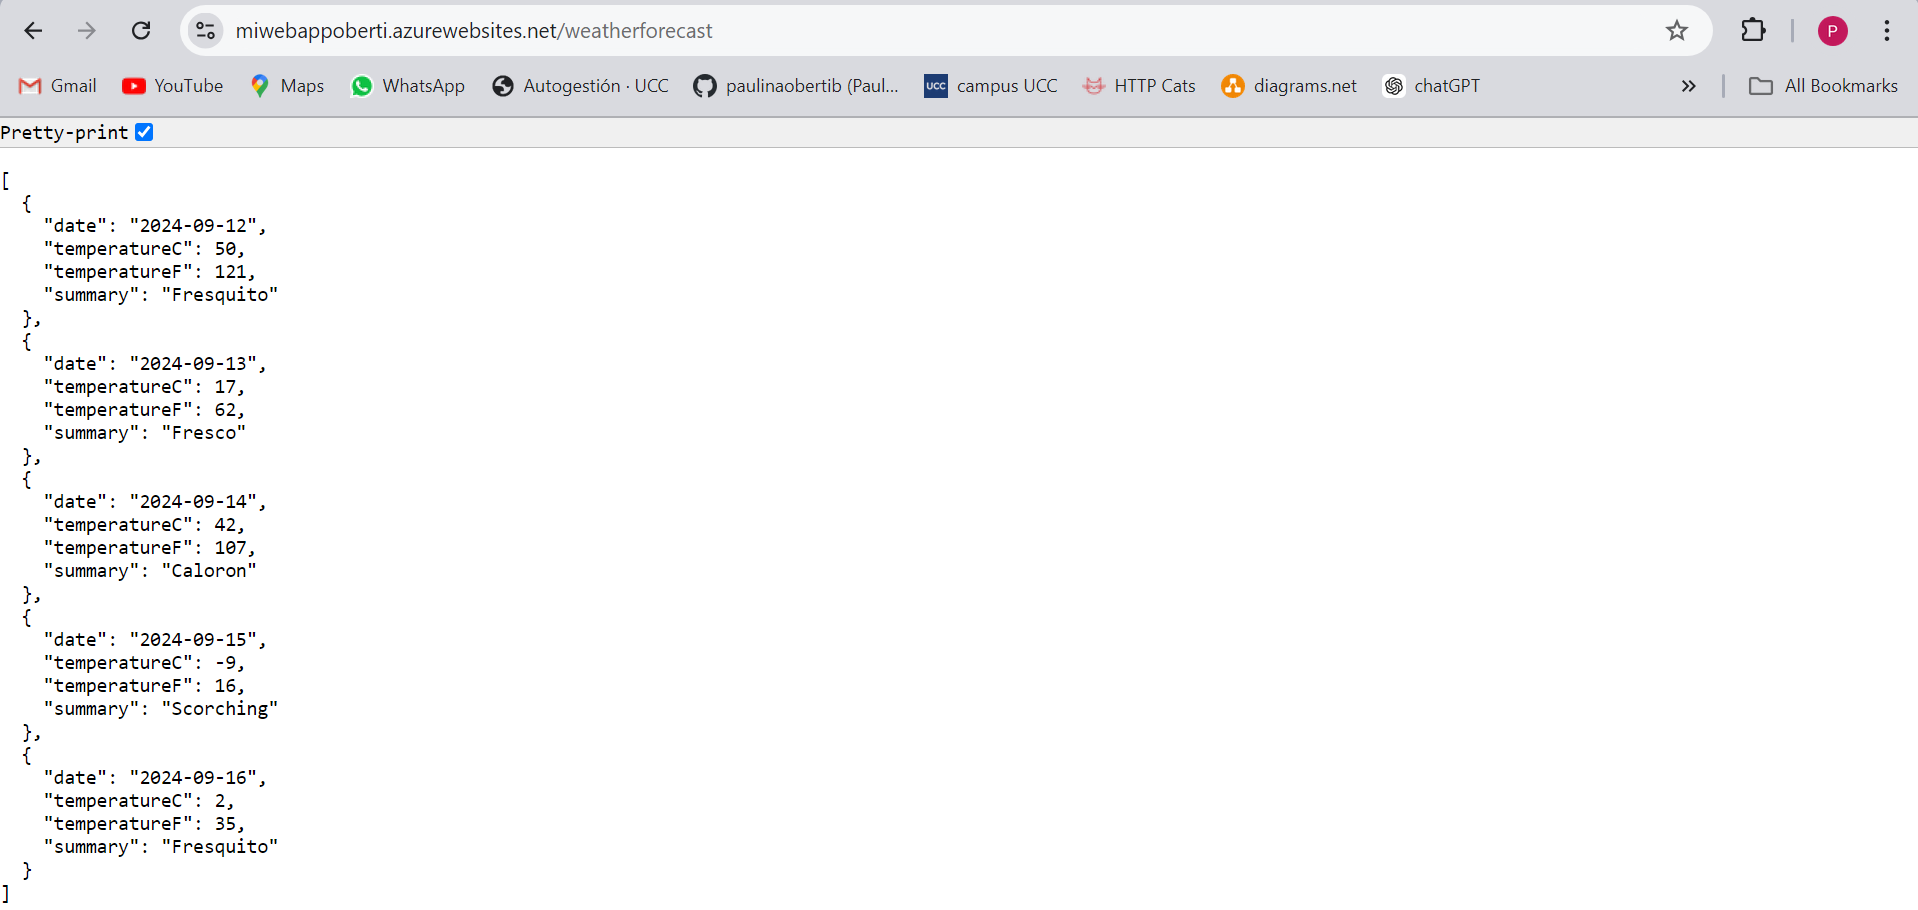 miwebappoberti.azurewebsites.net/weatherforecast
P
Gmail YouTube Maps WhatsApp Autogestión · UCC paulinaobertib (Paul... UCC campus UCC HTTP Cats diagrams.net chatGPT » All Bookmarks
Pretty-print
[
{
"date": "2024-09-12",
"temperatureC": 50,
"temperatureF": 121,
"summary": "Fresquito"
},
{
"date": "2024-09-13",
"temperatureC": 17,
"temperatureF": 62,
"summary": "Fresco"
},
{
"date": "2024-09-14",
"temperatureC": 42,
"temperatureF": 107,
"summary": "Caloron"
},
{
"date": "2024-09-15",
"temperatureC": -9,
"temperatureF": 16,
"summary": "Scorching"
},
{
"date": "2024-09-16",
"temperatureC": 2,
"temperatureF": 35,
"summary": "Fresquito"
}
]